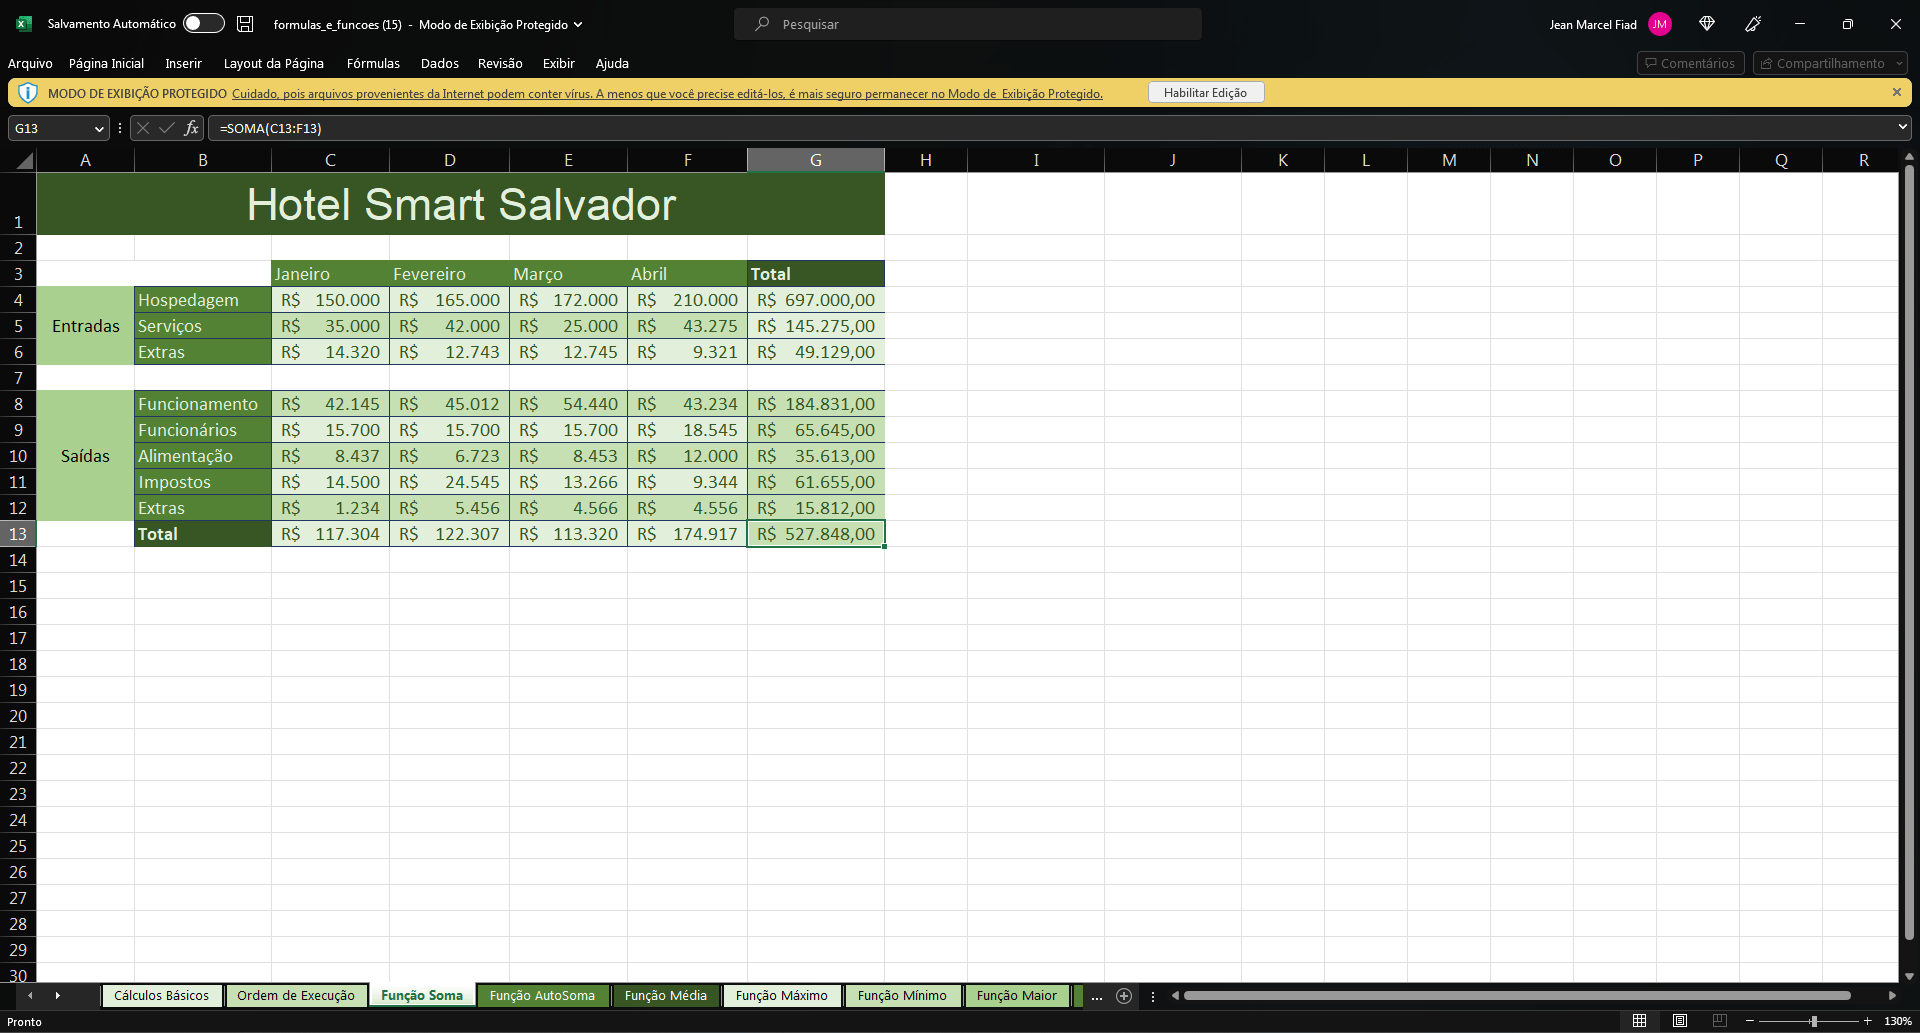 Salvamento Automático formulas_e_funcoes (15) - Modo de Exibição Protegido Pesquisar Jean Marcel Fiad JM
Arquivo Página Inicial Inserir Layout da Página Fórmulas Dados Revisão Exibir Ajuda Comentários Compartilhamento
MODO DE EXIBIÇÃO PROTEGIDO Cuidado, pois arquivos provenientes da Internet podem conter vírus. A menos que você precise editá-los, é mais seguro permanecer no Modo de Exibição Protegido. Habilitar Edição
G13 fx =SOMA(C13:F13)
A B C D E F G H I J K L M N O P Q R
1 Hotel Smart Salvador
2
3 Janeiro Fevereiro Março Abril Total
4 Hospedagem R$ 150.000 R$ 165.000 R$ 172.000 R$ 210.000 R$ 697.000,00
5 Entradas Serviços R$ 35.000 R$ 42.000 R$ 25.000 R$ 43.275 R$ 145.275,00
6 Extras R$ 14.320 R$ 12.743 R$ 12.745 R$ 9.321 R$ 49.129,00
7
8 Funcionamento R$ 42.145 R$ 45.012 R$ 54.440 R$ 43.234 R$ 184.831,00
9 Funcionários R$ 15.700 R$ 15.700 R$ 15.700 R$ 18.545 R$ 65.645,00
10 Saídas Alimentação R$ 8.437 R$ 6.723 R$ 8.453 R$ 12.000 R$ 35.613,00
11 Impostos R$ 14.500 R$ 24.545 R$ 13.266 R$ 9.344 R$ 61.655,00
12 Extras R$ 1.234 R$ 5.456 R$ 4.566 R$ 4.556 R$ 15.812,00
13 Total R$ 117.304 R$ 122.307 R$ 113.320 R$ 174.917 R$ 527.848,00
14
15
16
17
18
19
20
21
22
23
24
25
26
27
28
29
30
Cálculos Básicos Ordem de Execução Função Soma Função AutoSoma Função Média Função Máximo Função Mínimo Função Maior ...
Pronto 130%